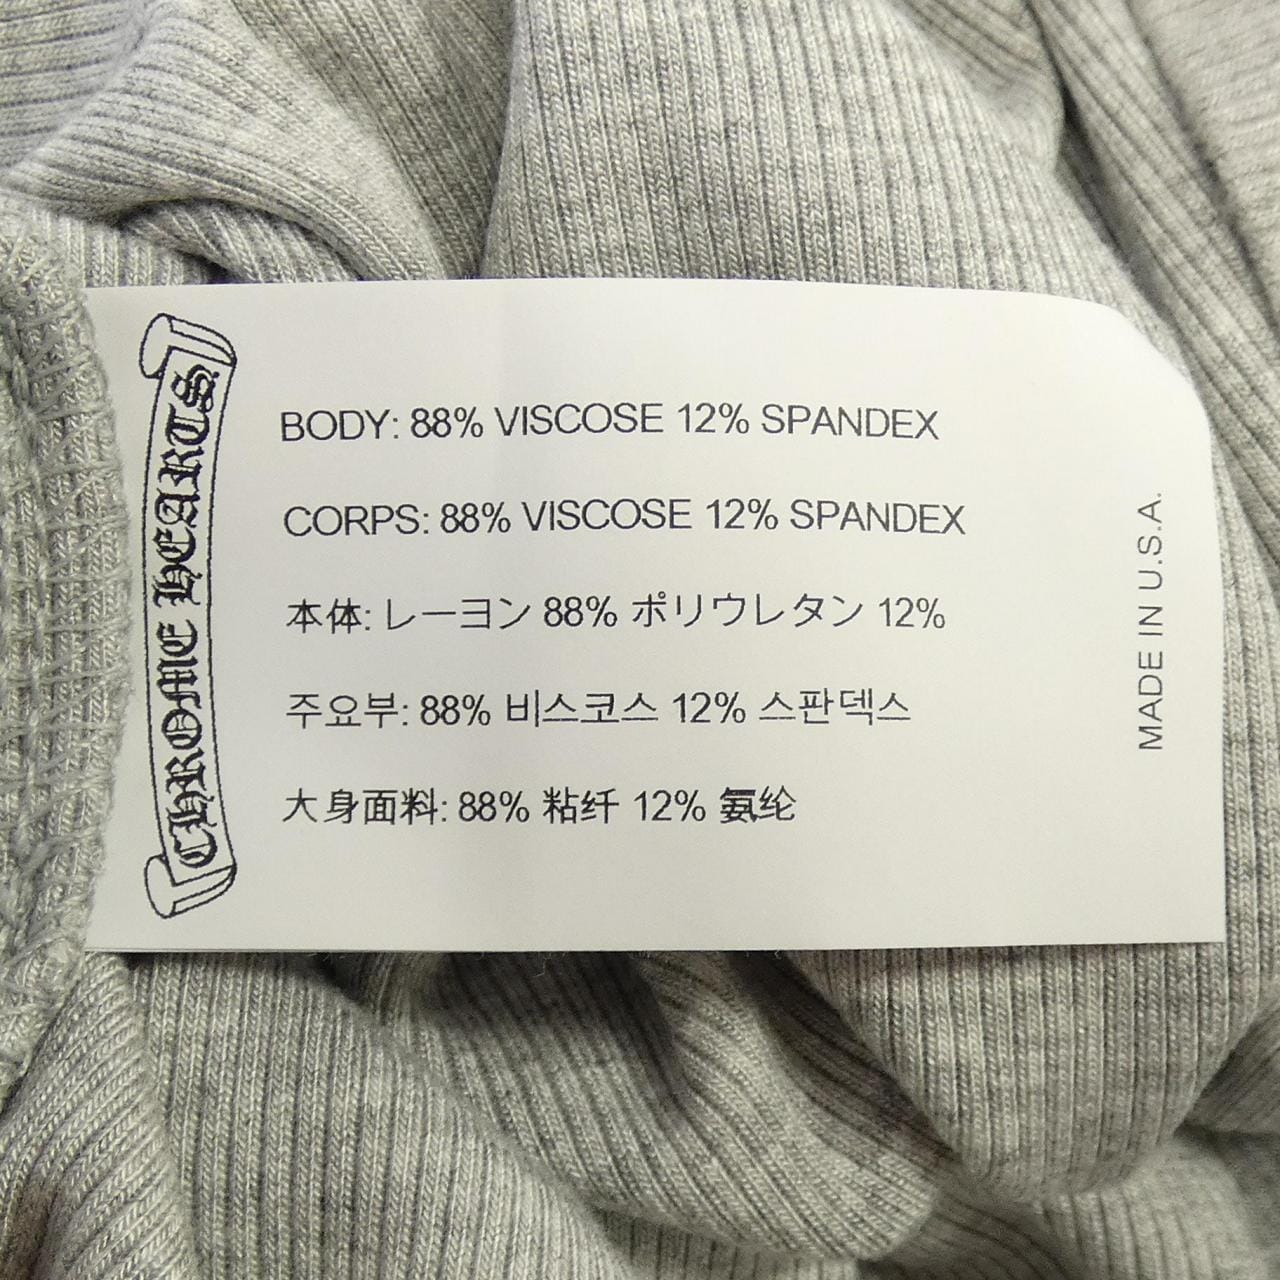 CHROME HEARTS
BODY: 88% VISCOSE 12% SPANDEX
CORPS: 88% VISCOSE 12% SPANDEX
本体: レーヨン 88% ポリウレタン 12%
주요부: 88% 비스코스 12% 스판덱스
大身面料: 88% 粘纤 12% 氨纶
MADE IN U.S.A.